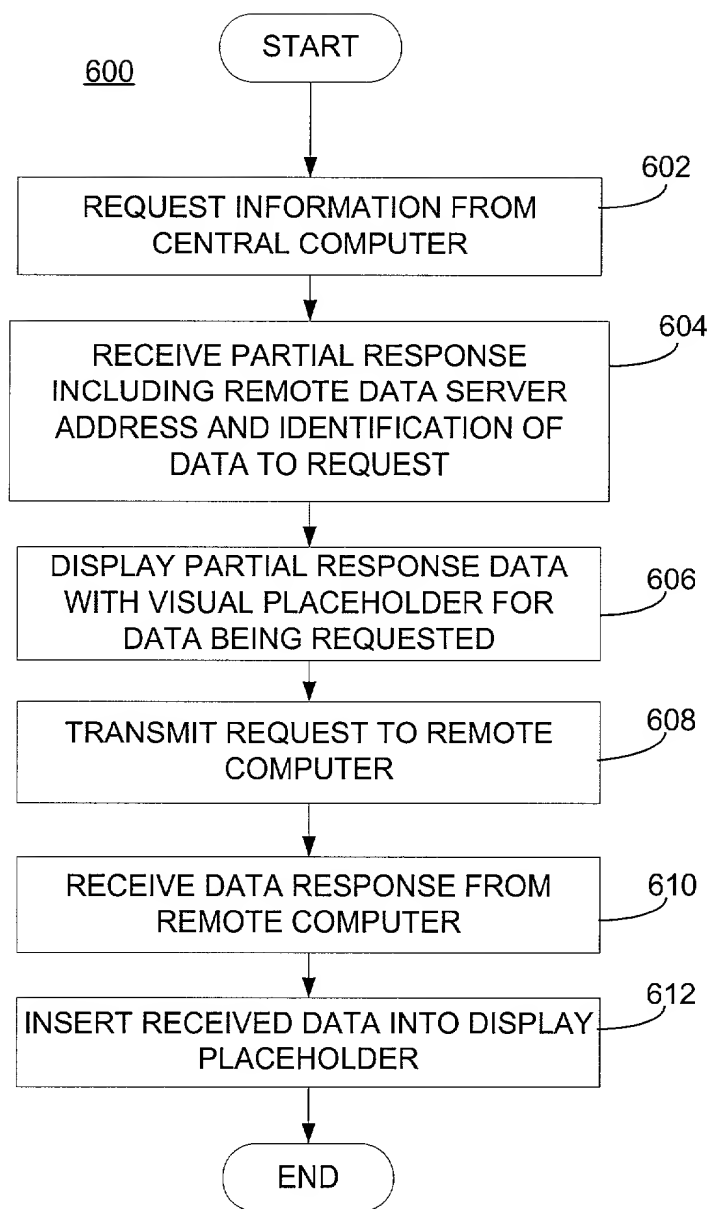 START
600
602
REQUEST INFORMATION FROM
CENTRAL COMPUTER
604
RECEIVE PARTIAL RESPONSE
INCLUDING REMOTE DATA SERVER
ADDRESS AND IDENTIFICATION OF
DATA TO REQUEST
DISPLAY PARTIAL RESPONSE DATA
WITH VISUAL PLACEHOLDER FOR
DATA BEING REQUESTED
606
608
TRANSMIT REQUEST TO REMOTE
COMPUTER
RECEIVE DATA RESPONSE FROM
REMOTE COMPUTER
610
612
INSERT RECEIVED DATA INTO DISPLAY
PLACEHOLDER
END